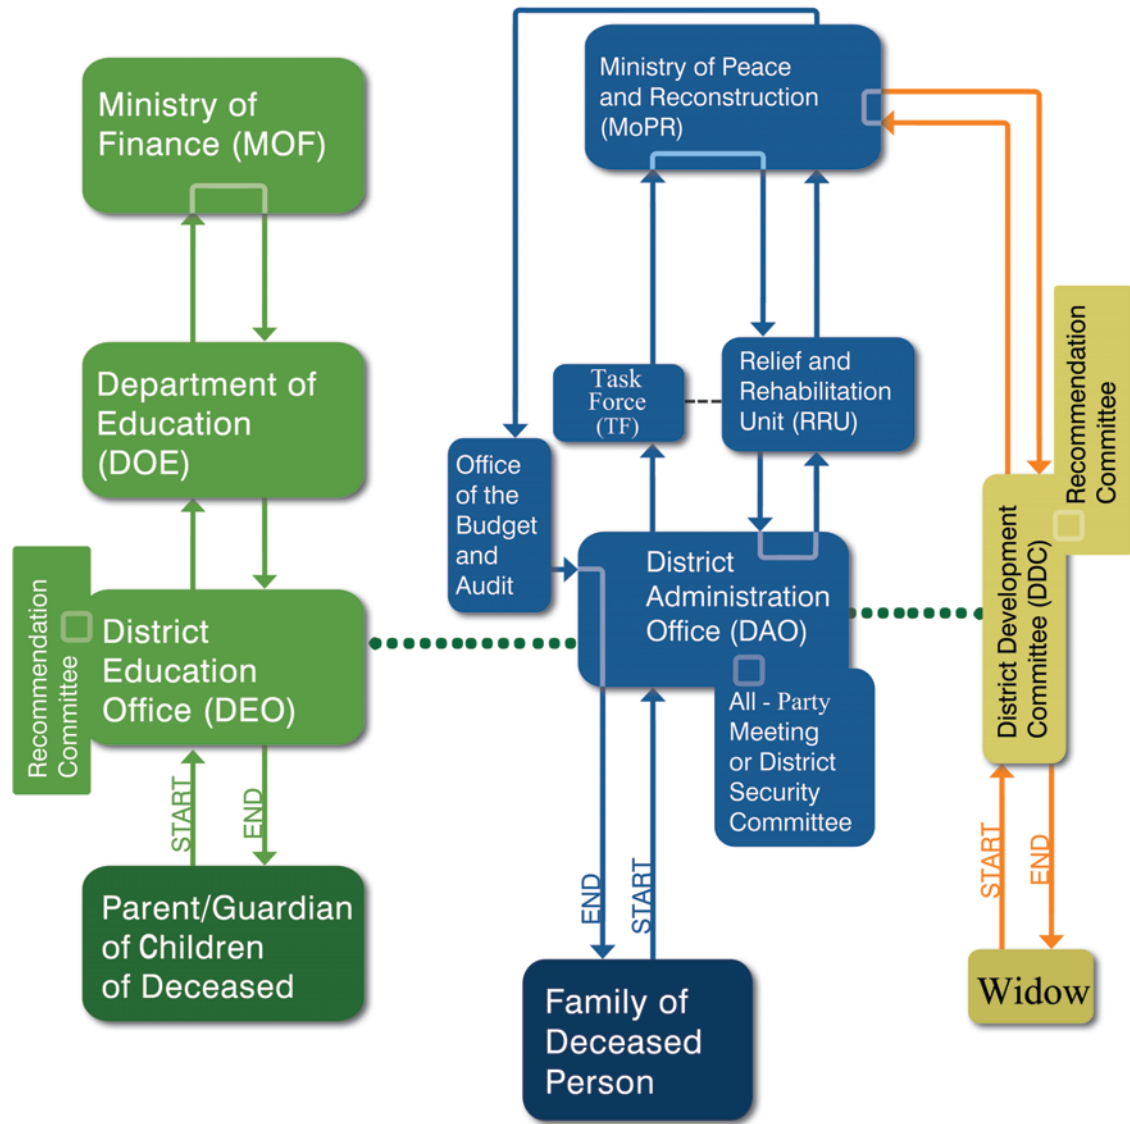 Ministry of
Finance (MOF)
Department of
Education
(DOE)
Recommendation
Committee
District
Education
Office (DEO)
START
END
Parent/Guardian
of Children
of Deceased
Ministry of Peace
and Reconstruction
(MoPR)
Task
Force
(TF)
Relief and
Rehabilitation
Unit (RRU)
Office
of the
Budget
and
Audit
District
Administration
Office (DAO)
All - Party
Meeting
or District
Security
Committee
END
START
Family of
Deceased
Person
Recommendation
Committee
District Development
Committee (DDC)
START
END
Widow